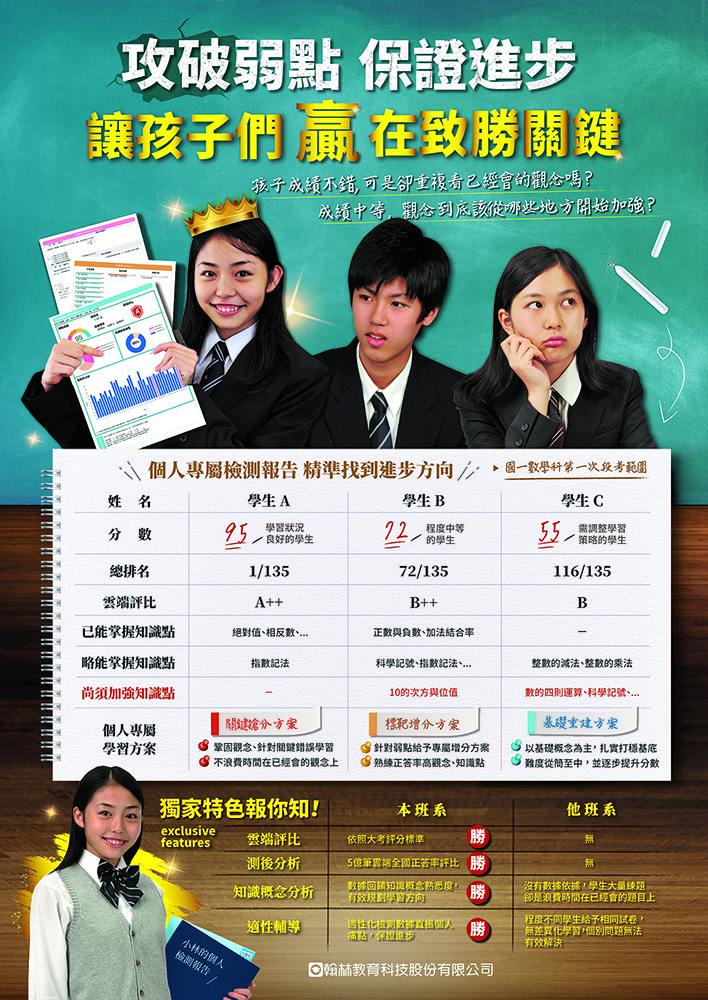 攻破弱點 保證進步
讓孩子們 贏 在致勝關鍵
孩子成績不錯,可是卻重複看已經會的觀念嗎?
成績中等,觀念到底該從哪些地方開始加強?
95
個人專屬檢測報告 精準找到進步方向
▶ 國一數學科第一次段考範圍
姓 名 學生 A 學生 B 學生 C
分 數 95 學習狀況良好的學生 72 程度中等的學生 55 需調整學習策略的學生
總排名 1/135 72/135 116/135
雲端評比 A++ B++ B
已能掌握知識點 絕對值、相反數、... 正數與負數、加法結合率 –
略能掌握知識點 指數記法 科學記號、指數記法、... 整數的減法、整數的乘法
尚須加強知識點 – 10的次方與位值 數的四則運算、科學記號、...
個人專屬學習方案
關鍵搶分方案 標靶增分方案 基礎重建方案
鞏固觀念、針對關鍵錯誤學習 針對弱點給予專屬增分方案 以基礎概念為主,扎實打穩基底
不浪費時間在已經會的觀念上 熟練正答率高觀念、知識點 難度從簡至中,並逐步提升分數
獨家特色報你知!
exclusive
features
本班系 他班系
雲端評比 依照大考評分標準 勝 無
測後分析 5億筆雲端全國正答率評比 勝 無
知識概念分析 數據回饋知識概念熟悉度,有效規劃學習方向 勝 沒有數據依據,學生大量練題卻是浪費時間在已經會的題目上
適性輔導 適性化檢測數據直搗個人痛點,保證進步 勝 程度不同學生給予相同試卷,無差異化學習,個別問題無法有效解決
小林的個人
檢測報告
翰林教育科技股份有限公司